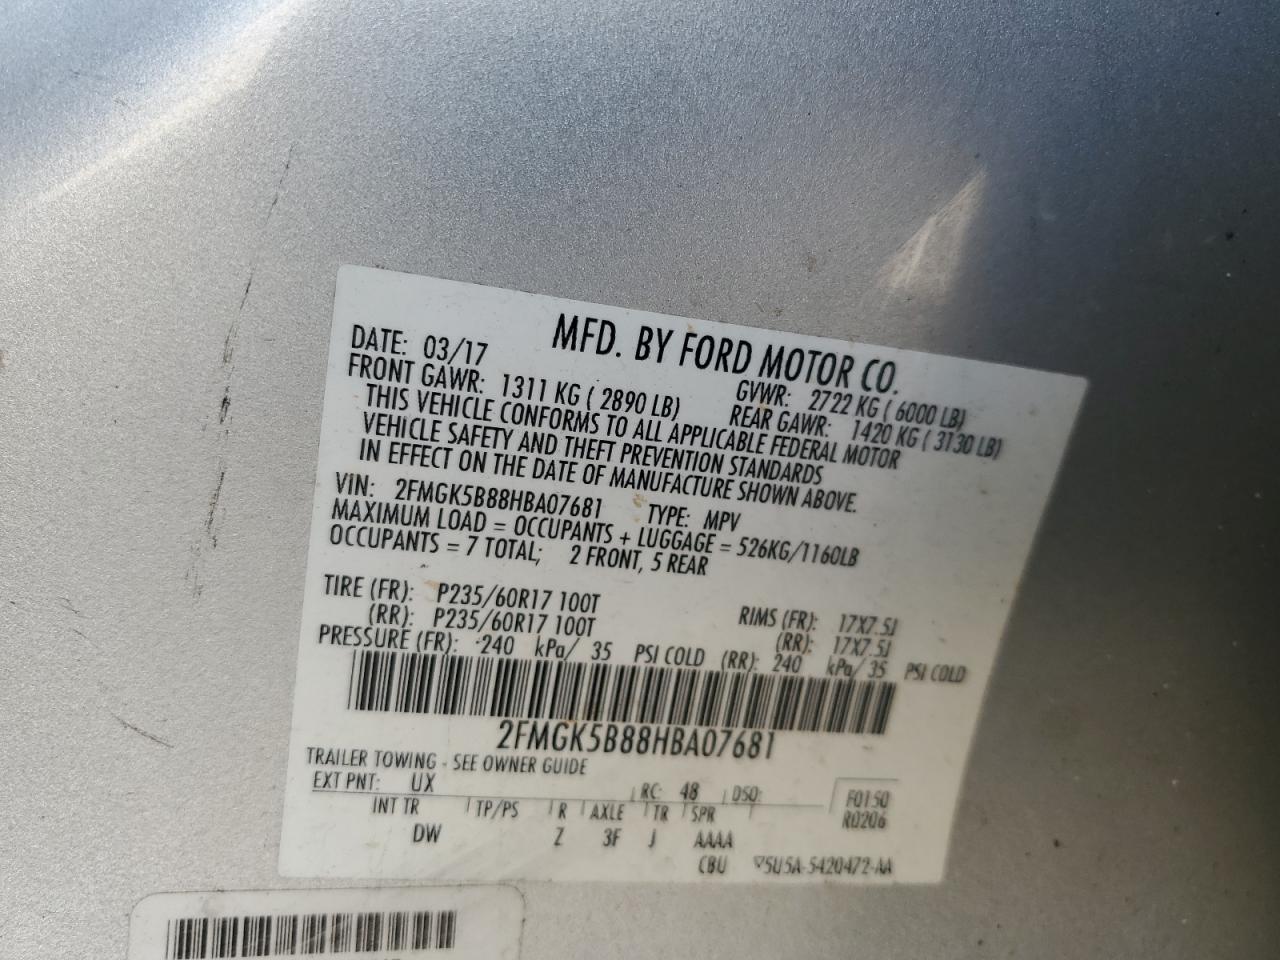 MFD. BY FORD MOTOR CO.
DATE: 03/17 GVWR: 2722 KG ( 6000 LB)
FRONT GAWR: 1311 KG ( 2890 LB) REAR GAWR: 1420 KG ( 3130 LB)
THIS VEHICLE CONFORMS TO ALL APPLICABLE FEDERAL MOTOR
VEHICLE SAFETY AND THEFT PREVENTION STANDARDS
IN EFFECT ON THE DATE OF MANUFACTURE SHOWN ABOVE.
VIN: 2FMGK5B88HBA07681 TYPE: MPV
MAXIMUM LOAD = OCCUPANTS + LUGGAGE = 526KG/1160LB
OCCUPANTS = 7 TOTAL; 2 FRONT, 5 REAR
TIRE (FR): P235/60R17 100T RIMS (FR): 17X7.5J
(RR): P235/60R17 100T (RR): 17X7.5J
PRESSURE (FR): 240 kPa/ 35 PSI COLD (RR): 240 kPa/ 35 PSI COLD
2FMGK5B88HBA07681
TRAILER TOWING - SEE OWNER GUIDE
EXT PNT: UX RC: 48 DSO: F0150
INT TR TP/PS R AXLE TR SPR R0206
DW Z 3F J AAAA
CBU 5U5A-5420472-AA